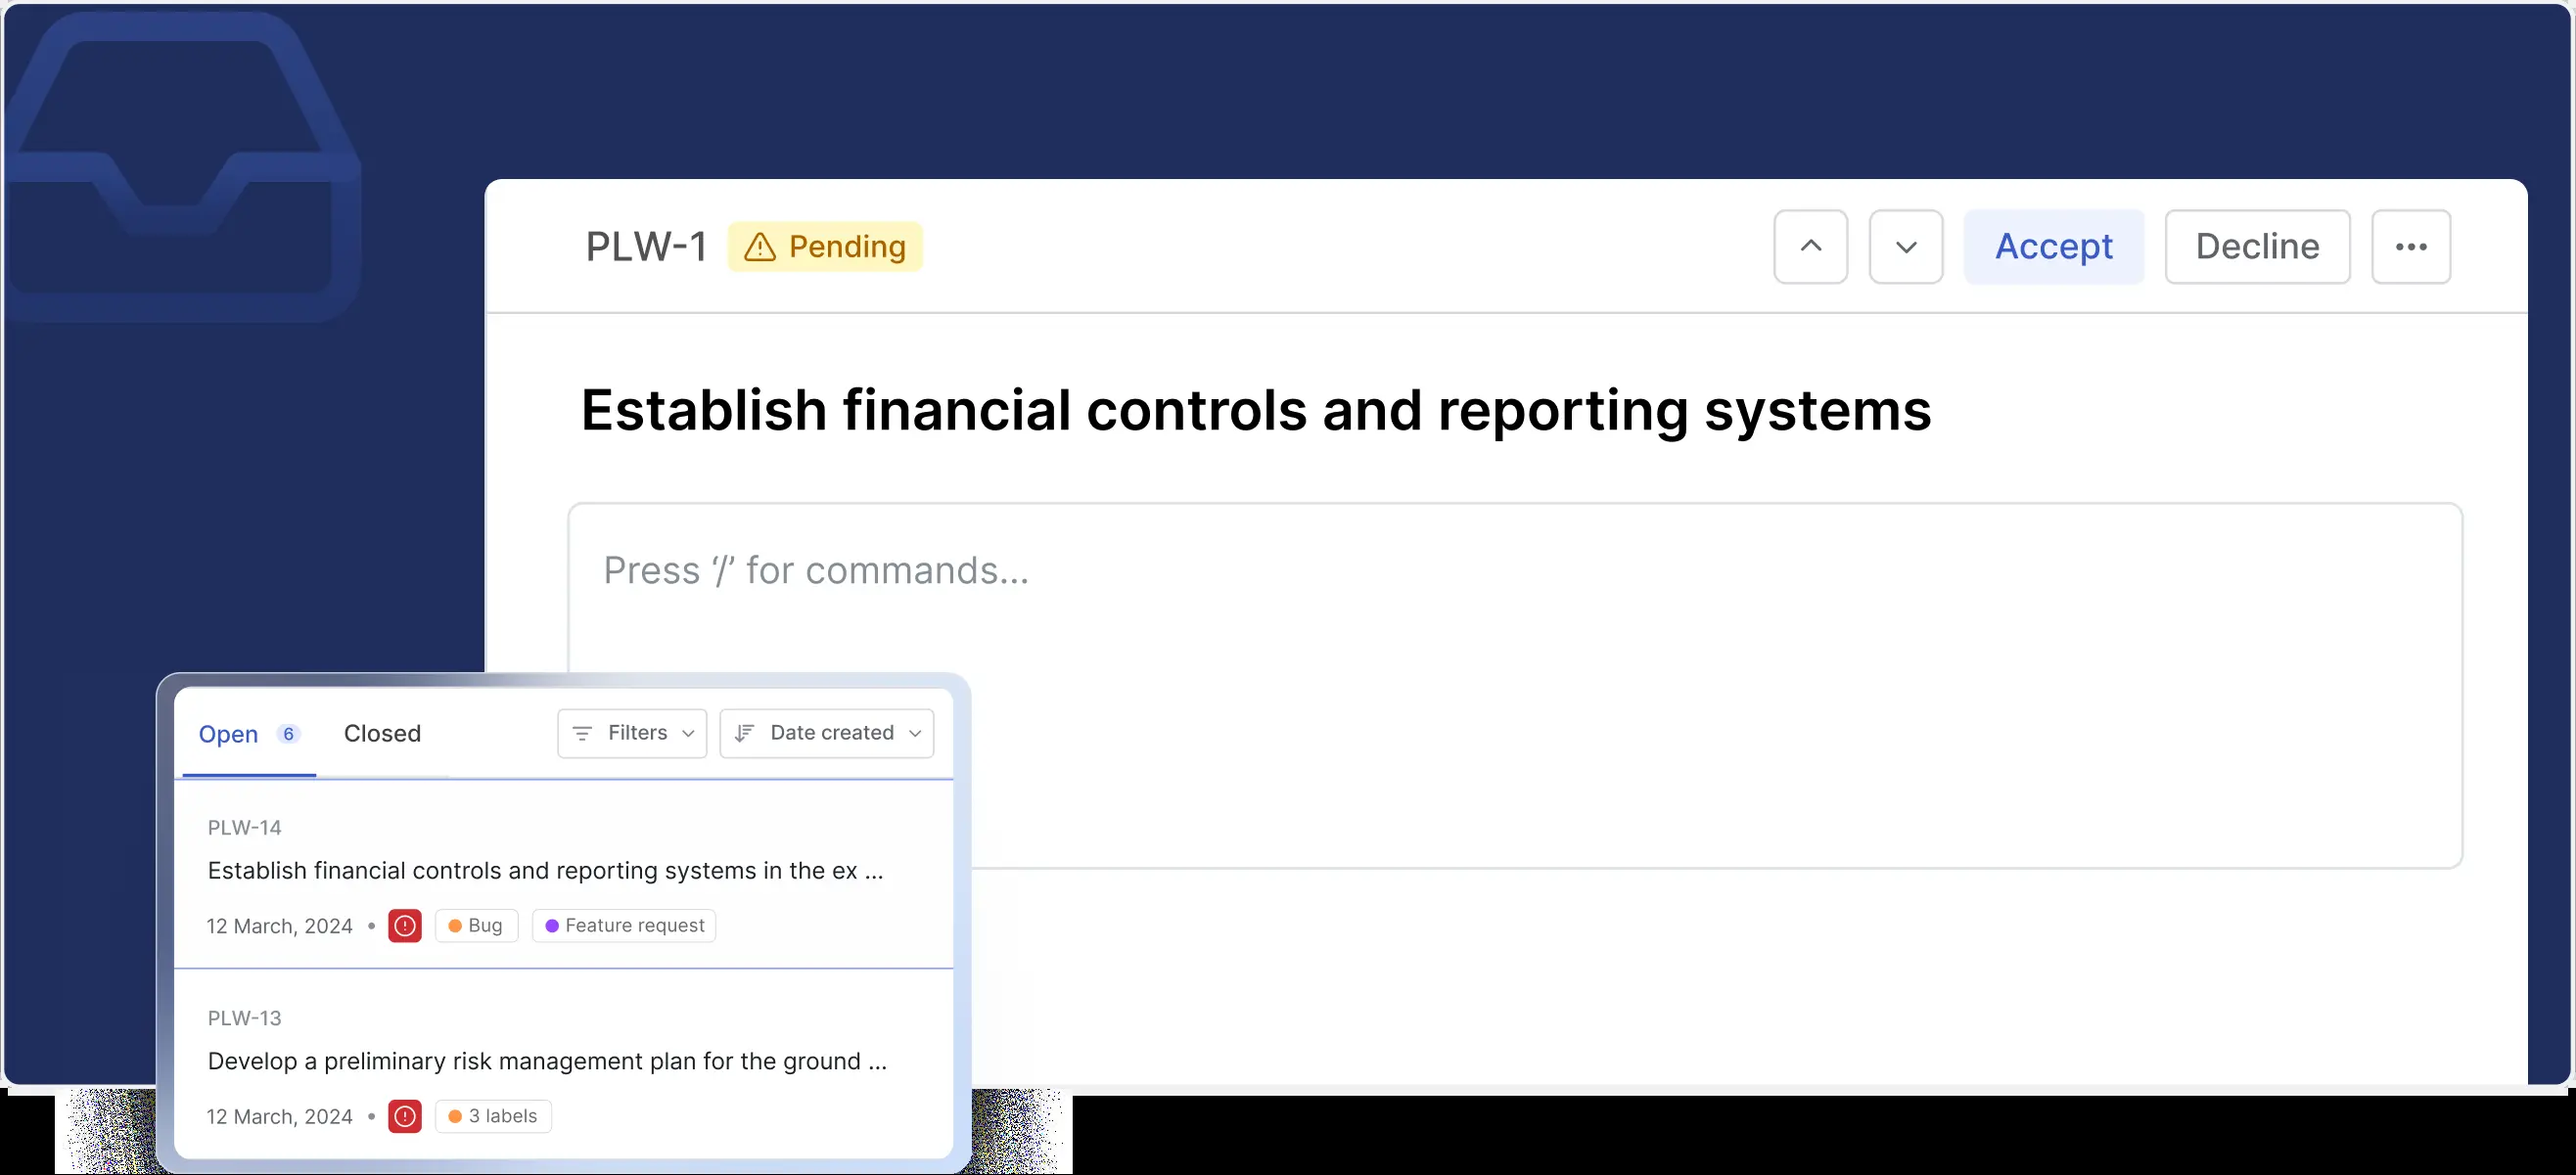 PLW-1 Pending Accept Decline
Establish financial controls and reporting systems
Press ‘/’ for commands...
Open 6 Closed Filters Date created
PLW-14
Establish financial controls and reporting systems in the ex ...
12 March, 2024 • Bug Feature request
PLW-13
Develop a preliminary risk management plan for the ground ...
12 March, 2024 • 3 labels